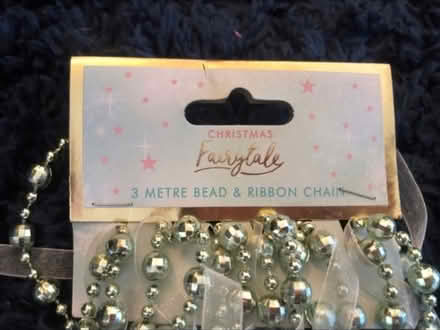 CHRISTMAS
Fairytale
3 METRE BEAD & RIBBON CHAIN